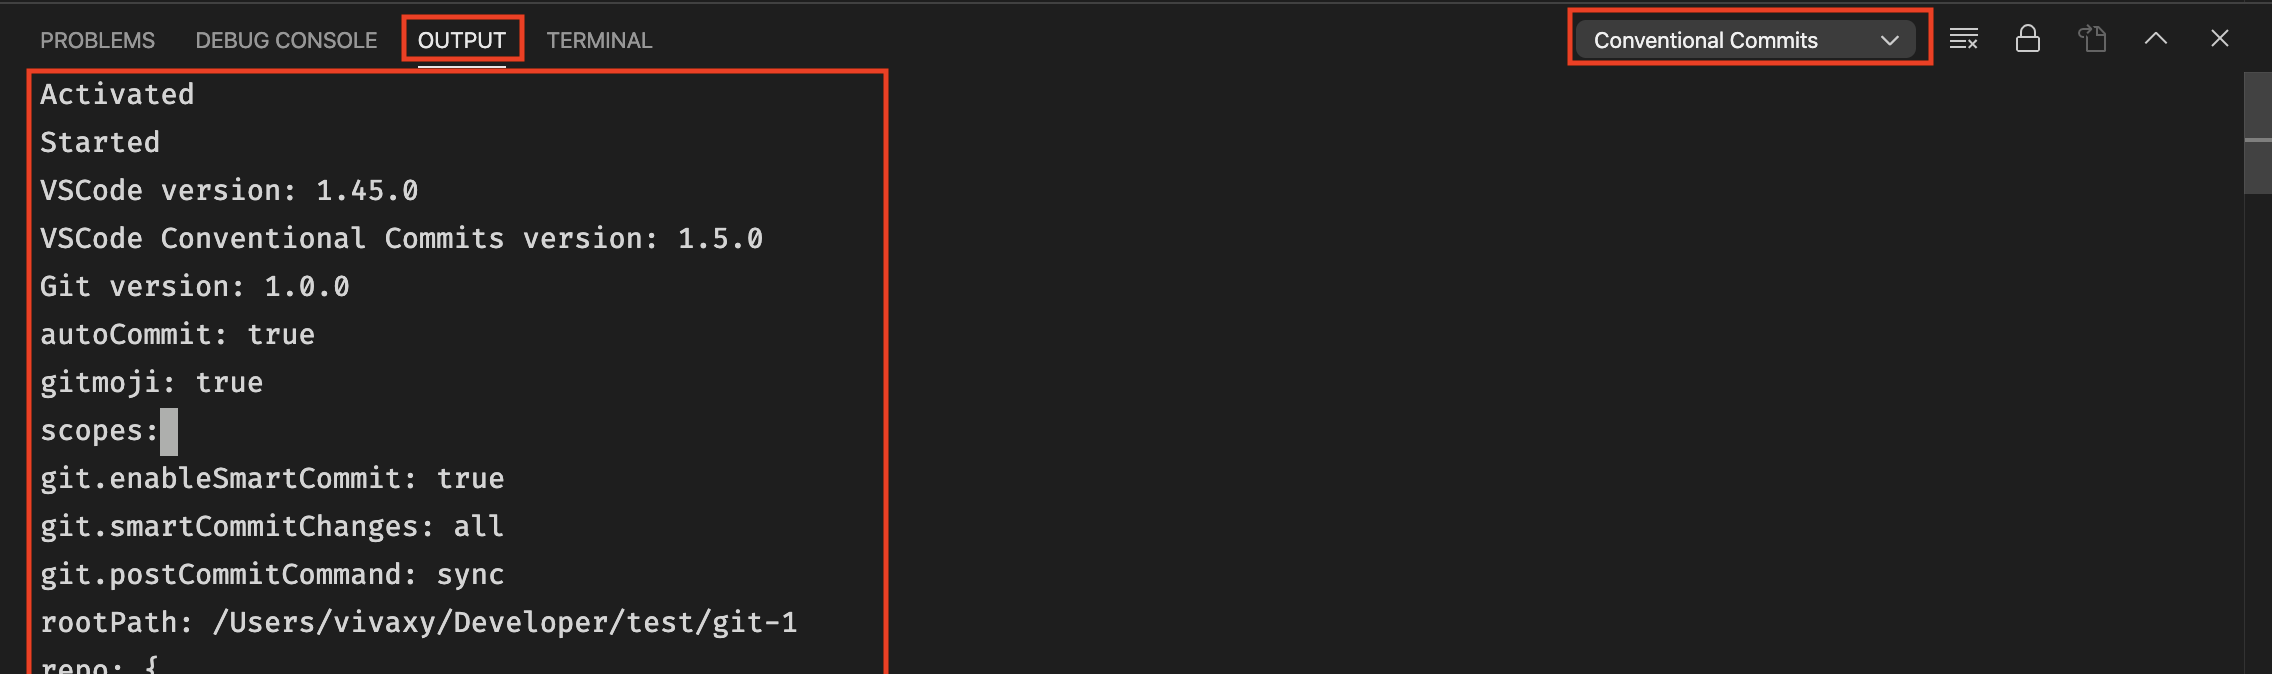 PROBLEMS DEBUG CONSOLE OUTPUT TERMINAL Conventional Commits
Activated
Started
VSCode version: 1.45.0
VSCode Conventional Commits version: 1.5.0
Git version: 1.0.0
autoCommit: true
gitmoji: true
scopes:
git.enableSmartCommit: true
git.smartCommitChanges: all
git.postCommitCommand: sync
rootPath: /Users/vivaxy/Developer/test/git-1
repo: {